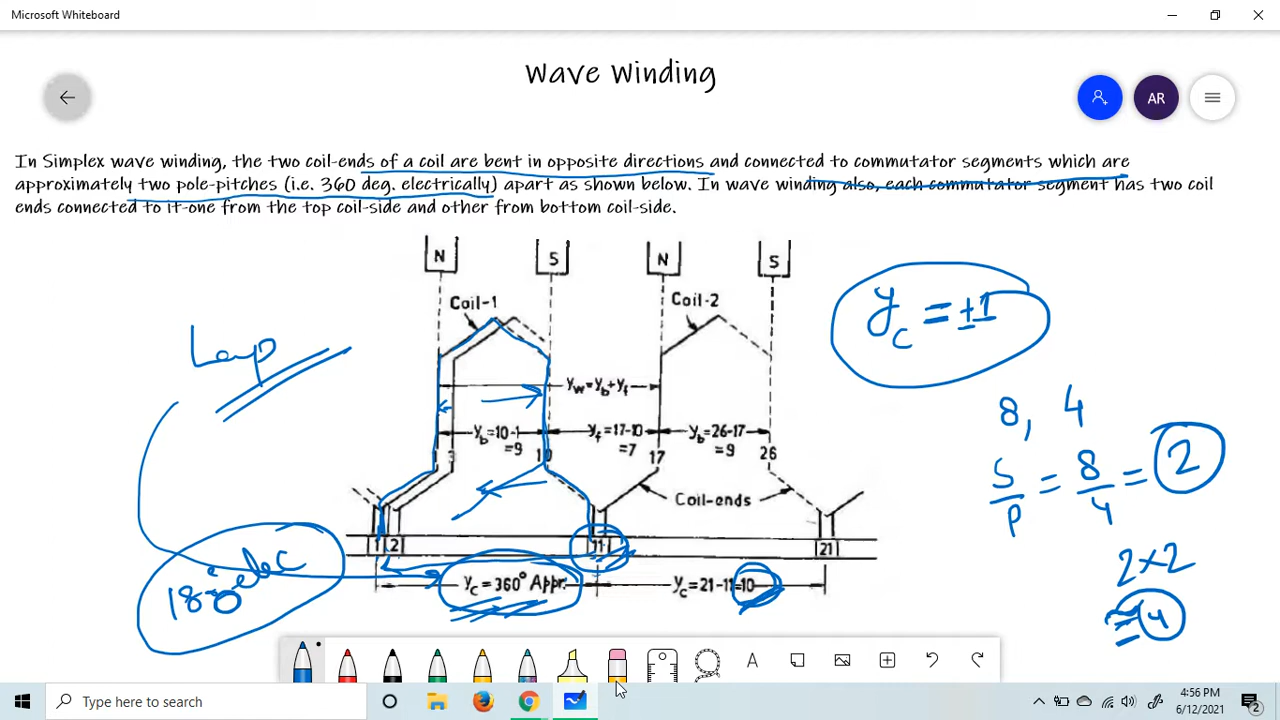 Microsoft Whiteboard
Wave Winding
AR
In Simplex wave winding, the two coil-ends of a coil are bent in opposite directions and connected to commutator segments which are
approximately two pole-pitches (i.e. 360 deg. electrically) apart as shown below. In wave winding also, each commutator segment has two coil
ends connected to it-one from the top coil-side and other from bottom coil-side.
N S N S
Coil-1 Coil-2
Yc = ±1
Lap
Yw=Yb+Yf
8, 4
Yb=10-1 Yf=17-10 Yb=26-17
=9 =7 =9
1 3 10 17 26
S/P = 8/4 = 2
Coil-ends
1 2 11 21
2x2
≅ 4
Yc = 360° Appr. Yc = 21-11=10
180° elec
A
Type here to search
4:56 PM
6/12/2021
2